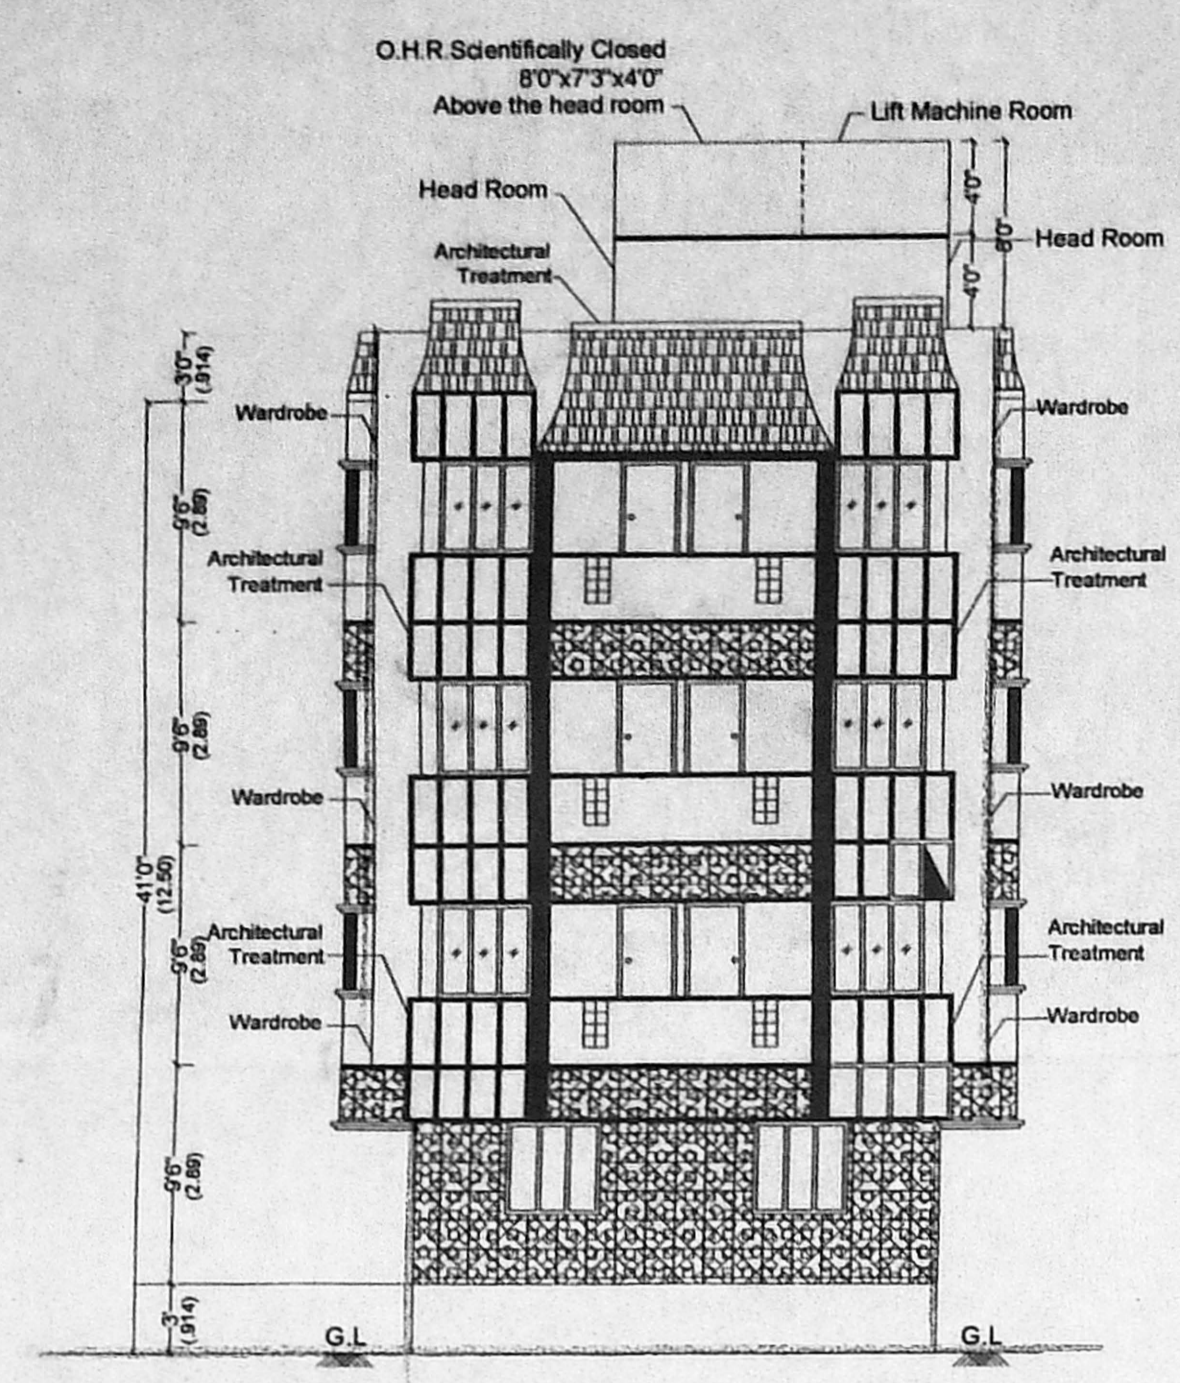 O.H.R.Scientifically Closed
8'0"x7'3"x4'0"
Above the head room
Lift Machine Room
Head Room
4'0"
8'0"
Head Room
Architectural
Treatment
4'0"
3'0"
(.914)
Wardrobe
Wardrobe
9'6"
(2.89)
Architectural
Treatment
Architectural
Treatment
9'6"
(2.89)
Wardrobe
Wardrobe
41'0"
(12.50)
9'6"
(2.89)
Architectural
Treatment
Architectural
Treatment
Wardrobe
Wardrobe
9'6"
(2.89)
3'
(.914)
G.L
G.L